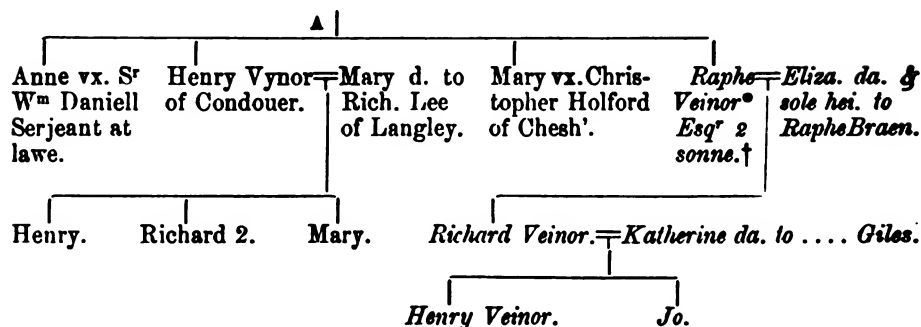 ▲
Anne vx. Sʳ
Wᵐ Daniell
Serjeant at
lawe.
Henry Vynor=Mary d. to
of Condouer. Rich. Lee
of Langley.
Mary vx. Chris-
topher Holford
of Chesh'.
Raphe=Eliza. da. &
Veinor* sole hei. to
Esqʳ 2 Raphe Braen.
sonne.†
Henry. Richard 2. Mary.
Richard Veinor.=Katherine da. to .... Giles.
Henry Veinor. Jo.